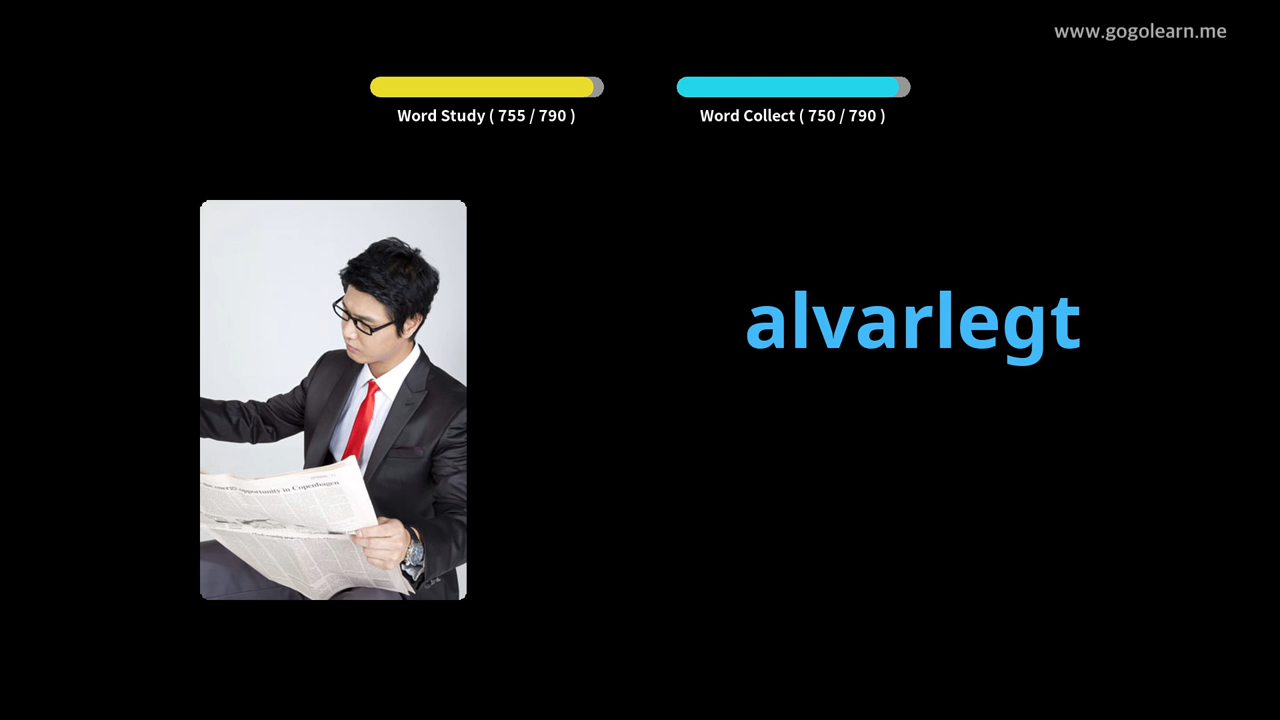 www.gogolearn.me
Word Study ( 755 / 790 )
Word Collect ( 750 / 790 )
alvarlegt
opportunity in Copenhagen